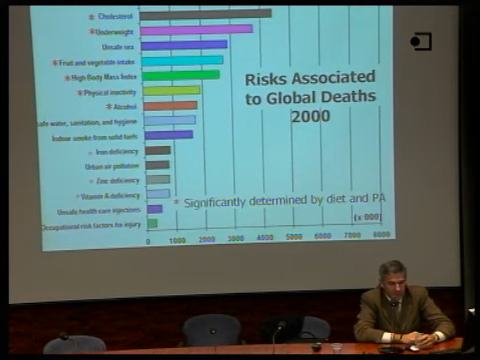 * Cholesterol
* Underweight
Unsafe sex
* Fruit and vegetable intake
* High Body Mass Index
* Physical inactivity
* Alcohol
afe water, sanitation, and hygiene
Indoor smoke from solid fuels
* Iron deficiency
Urban air pollution
* Zinc deficiency
* Vitamin A deficiency
Unsafe health care injections
Occupational risk factors for injury
Risks Associated
to Global Deaths
2000
* Significantly determined by diet and PA
(x 000)
0 1000 2000 3000 4000 5000 6000 7000 8000